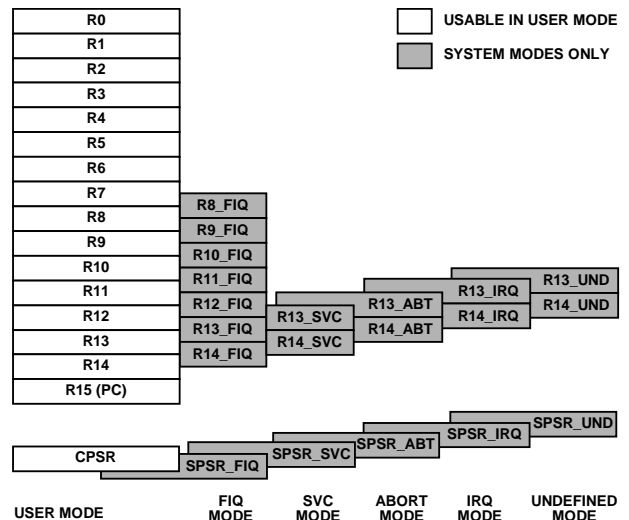 USABLE IN USER MODE
SYSTEM MODES ONLY
R0
R1
R2
R3
R4
R5
R6
R7
R8
R9
R10
R11
R12
R13
R14
R15 (PC)
R8_FIQ
R9_FIQ
R10_FIQ
R11_FIQ
R12_FIQ
R13_FIQ
R14_FIQ
R13_SVC
R14_SVC
R13_ABT
R14_ABT
R13_IRQ
R14_IRQ
R13_UND
R14_UND
CPSR
SPSR_FIQ
SPSR_SVC
SPSR_ABT
SPSR_IRQ
SPSR_UND
USER MODE
FIQ
MODE
SVC
MODE
ABORT
MODE
IRQ
MODE
UNDEFINED
MODE